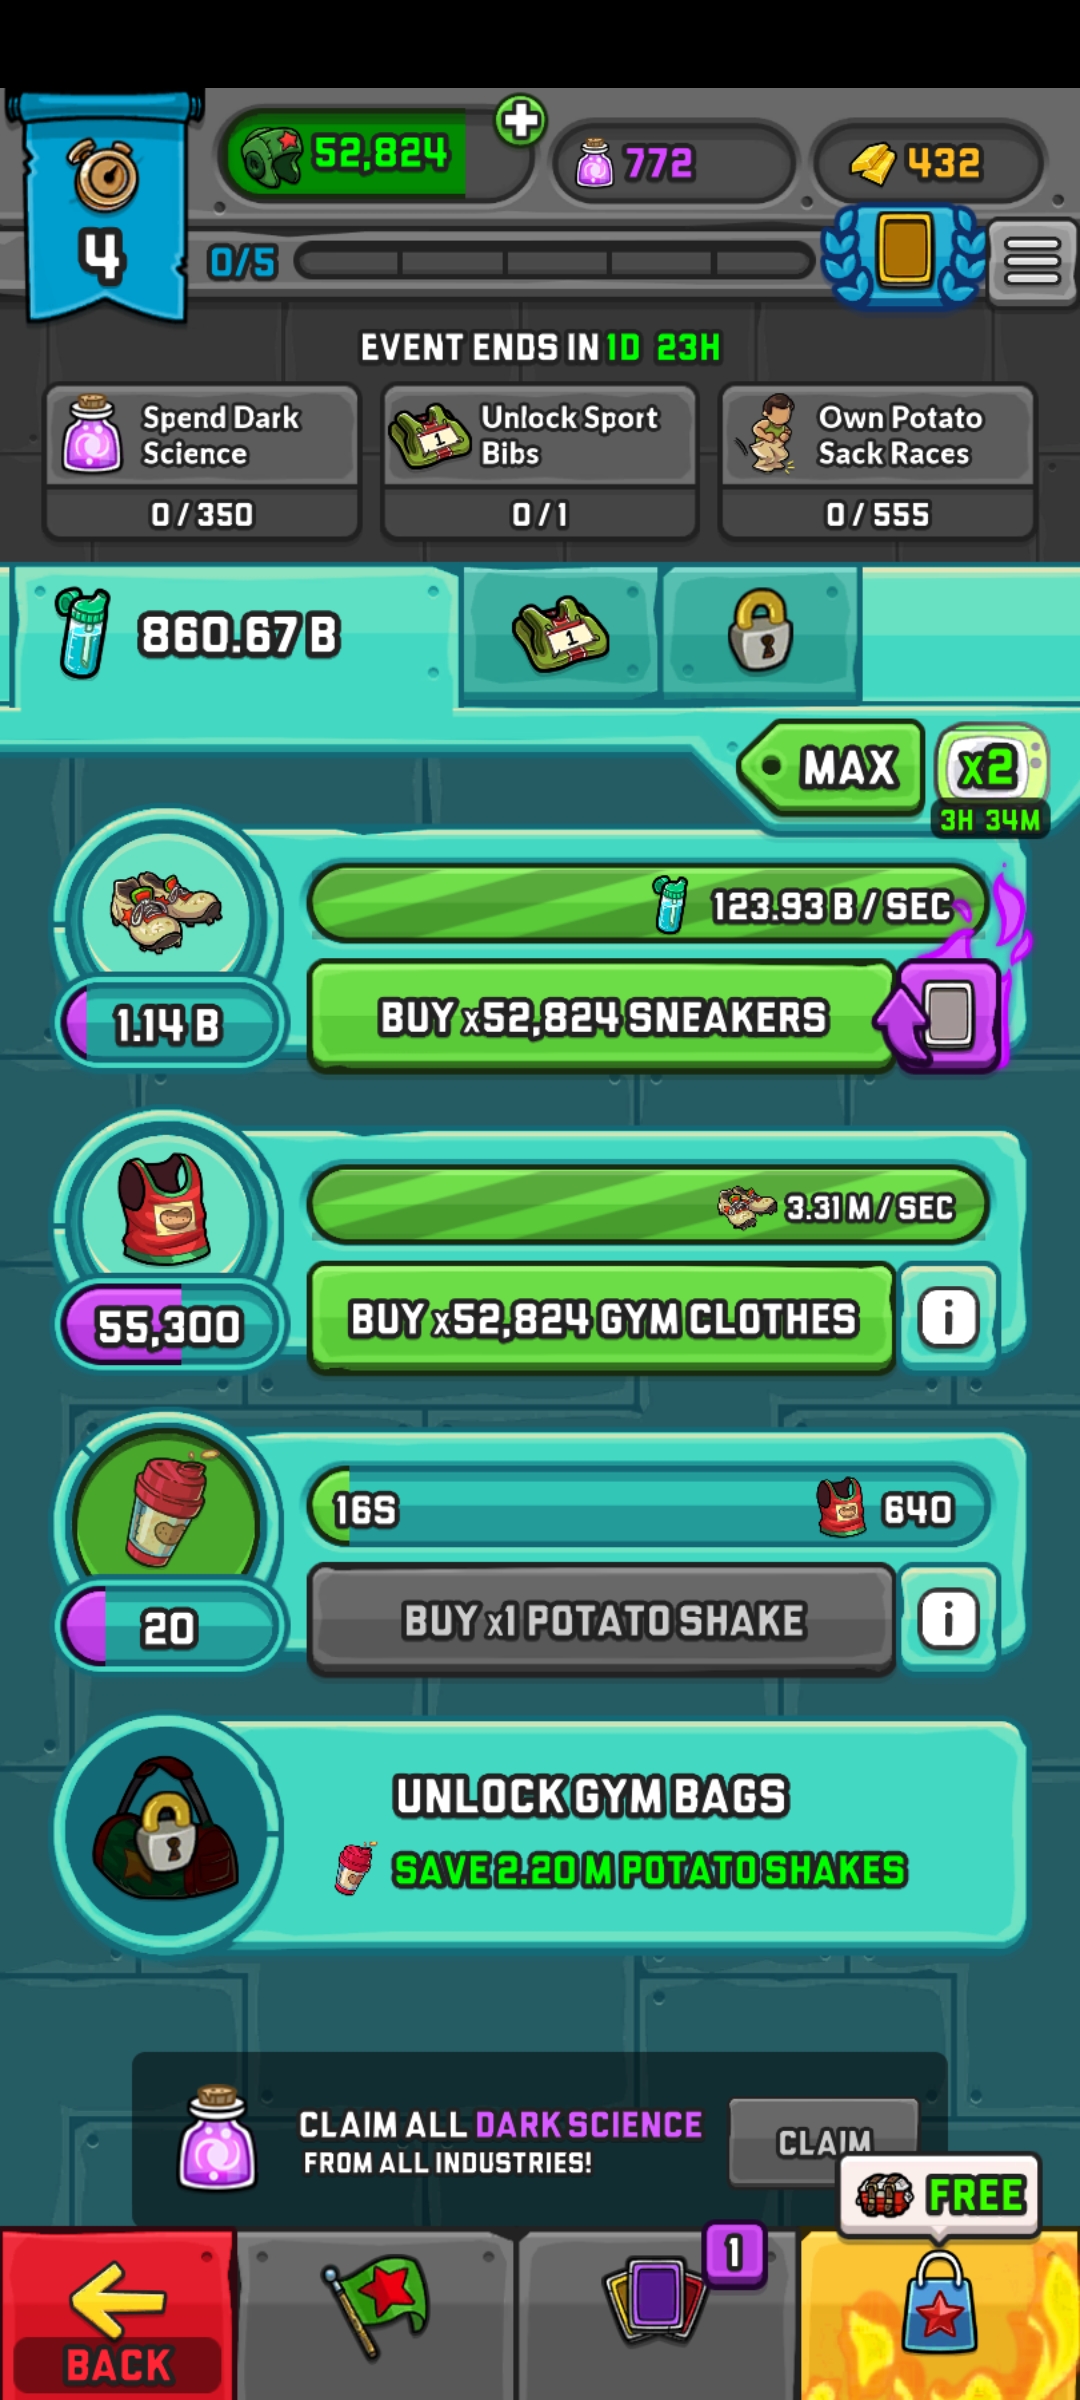 52,824
772
432
4
0/5
EVENT ENDS IN 1D 23H
Spend Dark
Science
0 / 350
Unlock Sport
Bibs
0 / 1
Own Potato
Sack Races
0 / 555
860.67 B
1
MAX
x2
3H 34M
123.93 B / SEC
1.14 B
BUY x52,824 SNEAKERS
3.31 M / SEC
55,300
BUY x52,824 GYM CLOTHES
i
16S
640
20
BUY x1 POTATO SHAKE
i
UNLOCK GYM BAGS
SAVE 2.20 M POTATO SHAKES
CLAIM ALL DARK SCIENCE
FROM ALL INDUSTRIES!
CLAIM
FREE
1
BACK